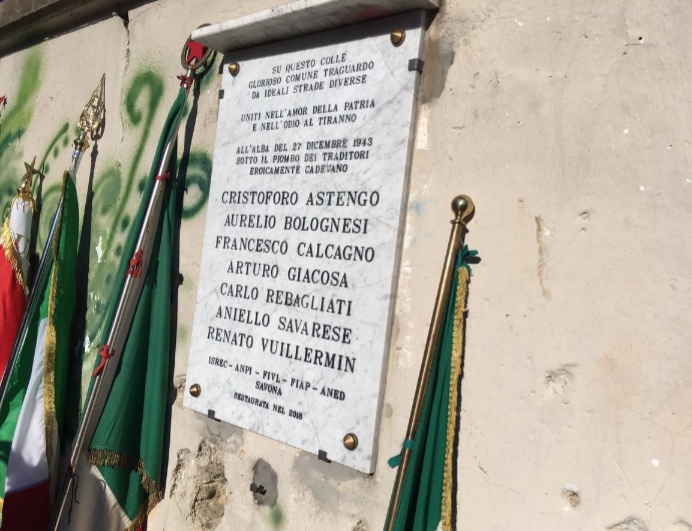 SU QUESTO COLLE
GLORIOSO COMUNE TRAGUARDO
DA IDEALI STRADE DIVERSE
UNITI NELL'AMOR DELLA PATRIA
E NELL'ODIO AL TIRANNO
ALL'ALBA DEL 27 DICEMBRE 1943
SOTTO IL PIOMBO DEI TRADITORI
EROICAMENTE CADEVANO
CRISTOFORO ASTENGO
AURELIO BOLOGNESI
FRANCESCO CALCAGNO
ARTURO GIACOSA
CARLO REBAGLIATI
ANIELLO SAVARESE
RENATO VUILLERMIN
ISREC - ANPI - FIVL - FIAP - ANED
SAVONA
RESTAURATA NEL 2018